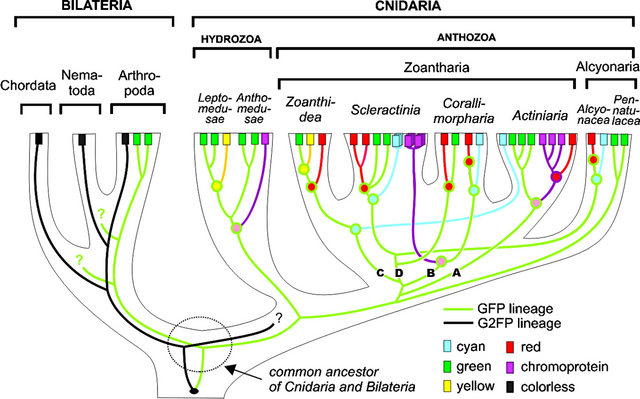 BILATERIA
CNIDARIA
HYDROZOA
ANTHOZOA
Zoantharia
Alcyonaria
Chordata
Nema-
toda
Arthro-
poda
Lepto-
medu-
sae
Antho-
medu-
sae
Zoanthi-
dea
Scleractinia
Coralli-
morpharia
Actiniaria
Alcyo-
nacea
Pen-
natu-
lacea
?
?
C D B A
?
GFP lineage
G2FP lineage
cyan
red
green
chromoprotein
yellow
colorless
common ancestor
of Cnidaria and Bilateria